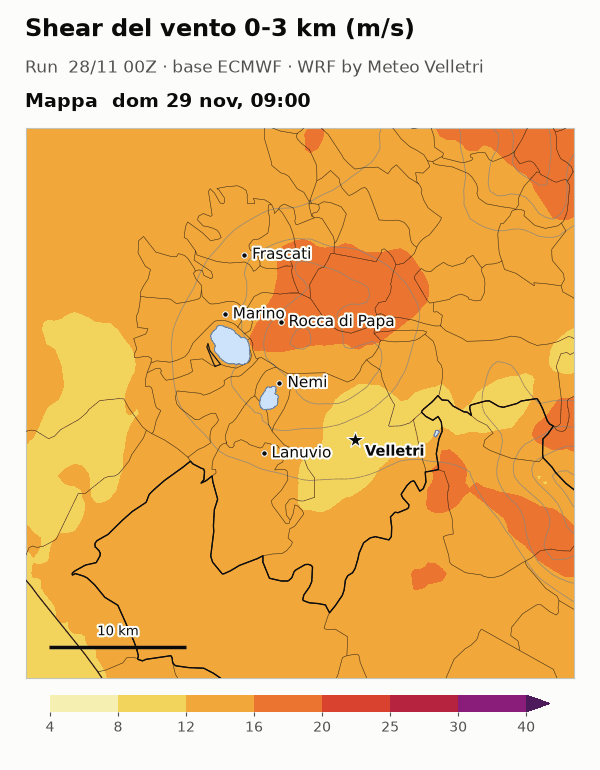 Shear del vento 0-3 km (m/s)
Run  28/11 00Z · base ECMWF · WRF by Meteo Velletri
Mappa  dom 29 nov, 09:00
Frascati
Marino
Rocca di Papa
Nemi
Velletri
Lanuvio
10 km
4 8 12 16 20 25 30 40